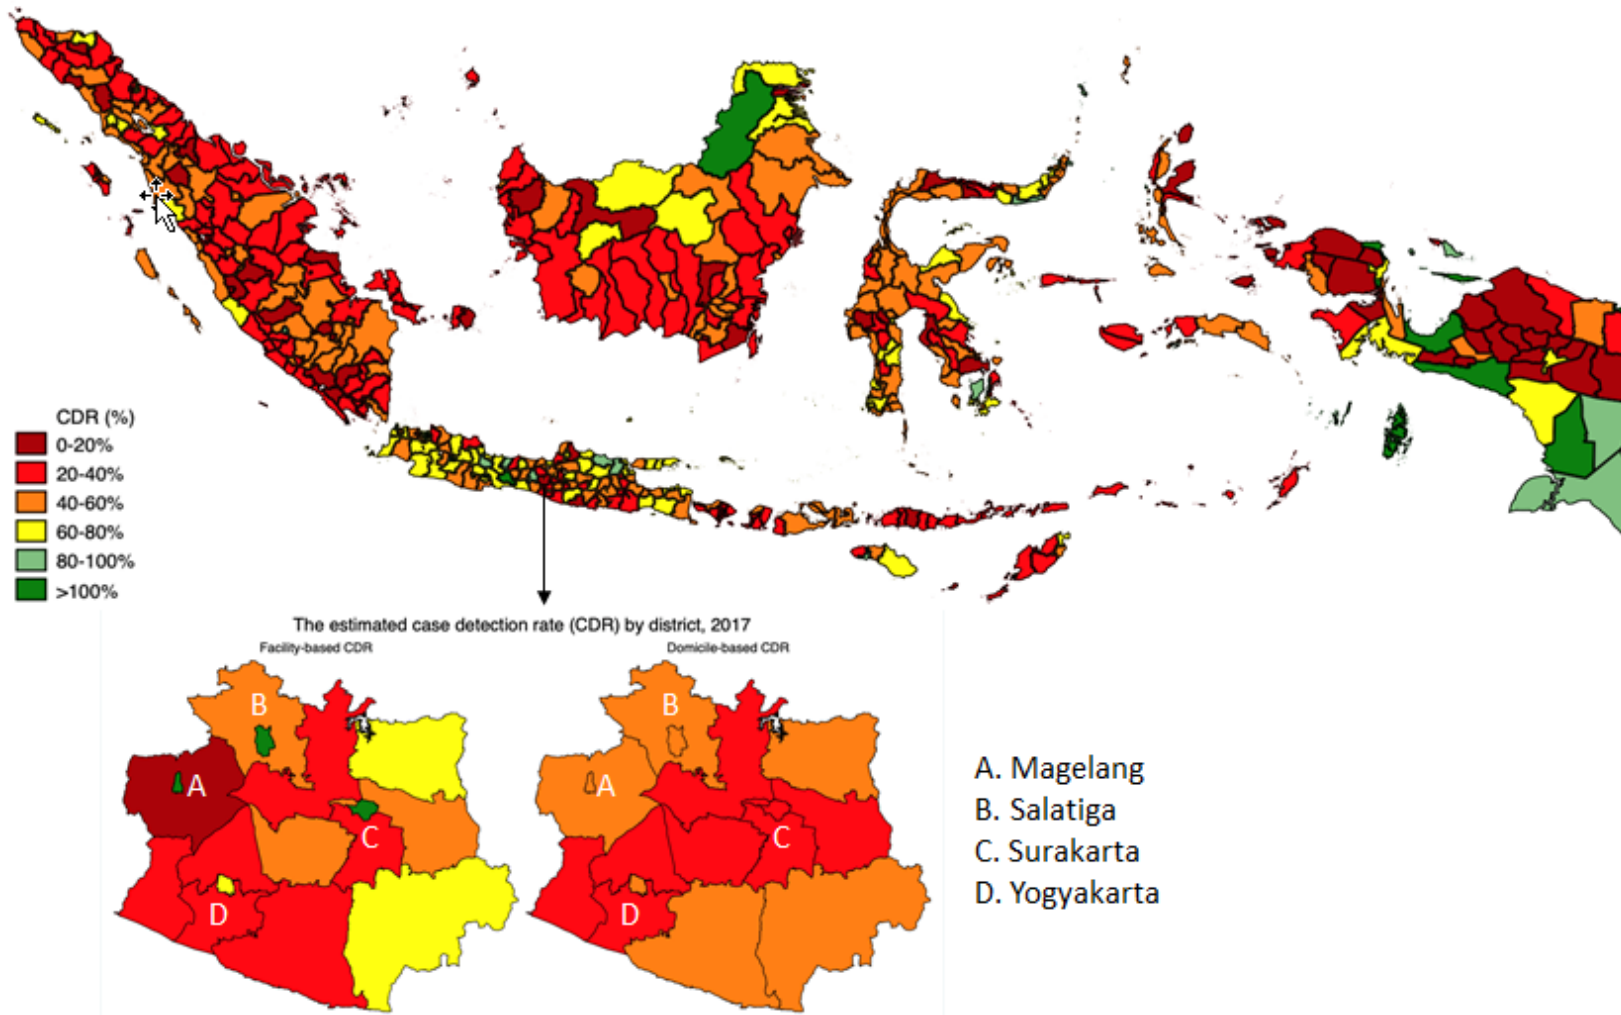 CDR (%)
0-20%
20-40%
40-60%
60-80%
80-100%
>100%
The estimated case detection rate (CDR) by district, 2017
Facility-based CDR
Domicile-based CDR
B
A
C
D
B
A
C
D
A. Magelang
B. Salatiga
C. Surakarta
D. Yogyakarta